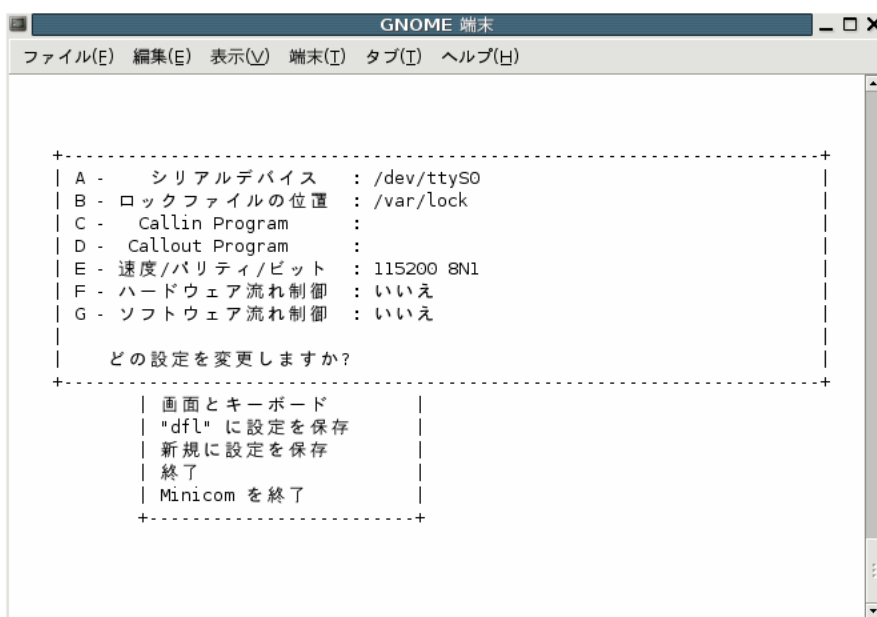 GNOME 端末
ファイル(F) 編集(E) 表示(V) 端末(T) タブ(T) ヘルプ(H)
A - シリアルデバイス : /dev/ttyS0
B - ロックファイルの位置 : /var/lock
C - Callin Program :
D - Callout Program :
E - 速度/パリティ/ビット : 115200 8N1
F - ハードウェア流れ制御 : いいえ
G - ソフトウェア流れ制御 : いいえ
どの設定を変更しますか?
画面とキーボード
"dfl" に設定を保存
新規に設定を保存
終了
Minicom を終了